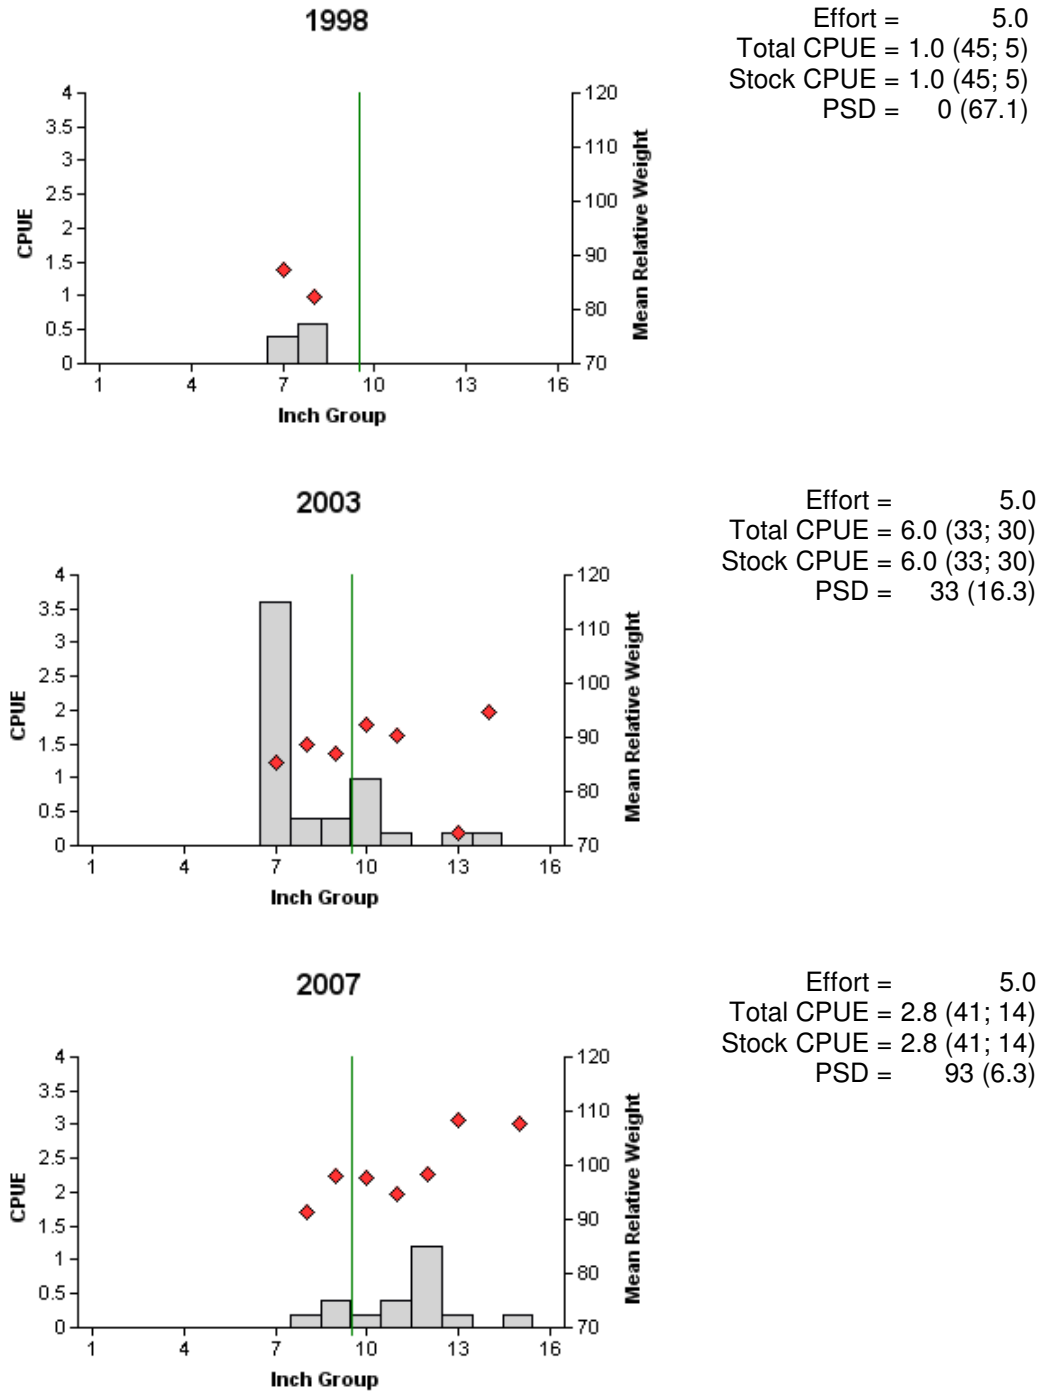 1998
Effort = 5.0
Total CPUE = 1.0 (45; 5)
Stock CPUE = 1.0 (45; 5)
PSD = 0 (67.1)
4
3.5
3
2.5
2
1.5
1
0.5
0
CPUE
120
110
100
90
80
70
Mean Relative Weight
1 4 7 10 13 16
Inch Group
2003
Effort = 5.0
Total CPUE = 6.0 (33; 30)
Stock CPUE = 6.0 (33; 30)
PSD = 33 (16.3)
4
3.5
3
2.5
2
1.5
1
0.5
0
CPUE
120
110
100
90
80
70
Mean Relative Weight
1 4 7 10 13 16
Inch Group
2007
Effort = 5.0
Total CPUE = 2.8 (41; 14)
Stock CPUE = 2.8 (41; 14)
PSD = 93 (6.3)
4
3.5
3
2.5
2
1.5
1
0.5
0
CPUE
120
110
100
90
80
70
Mean Relative Weight
1 4 7 10 13 16
Inch Group